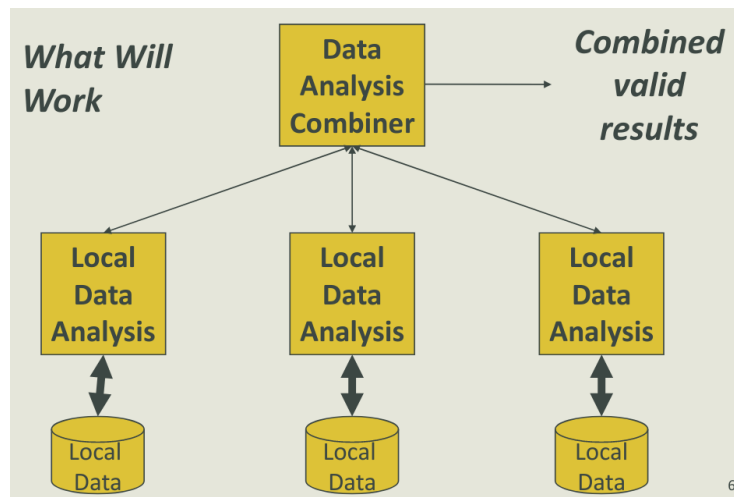 What Will
Work
Data
Analysis
Combiner
Combined
valid
results
Local
Data
Analysis
Local
Data
Analysis
Local
Data
Analysis
Local
Data
Local
Data
Local
Data
6